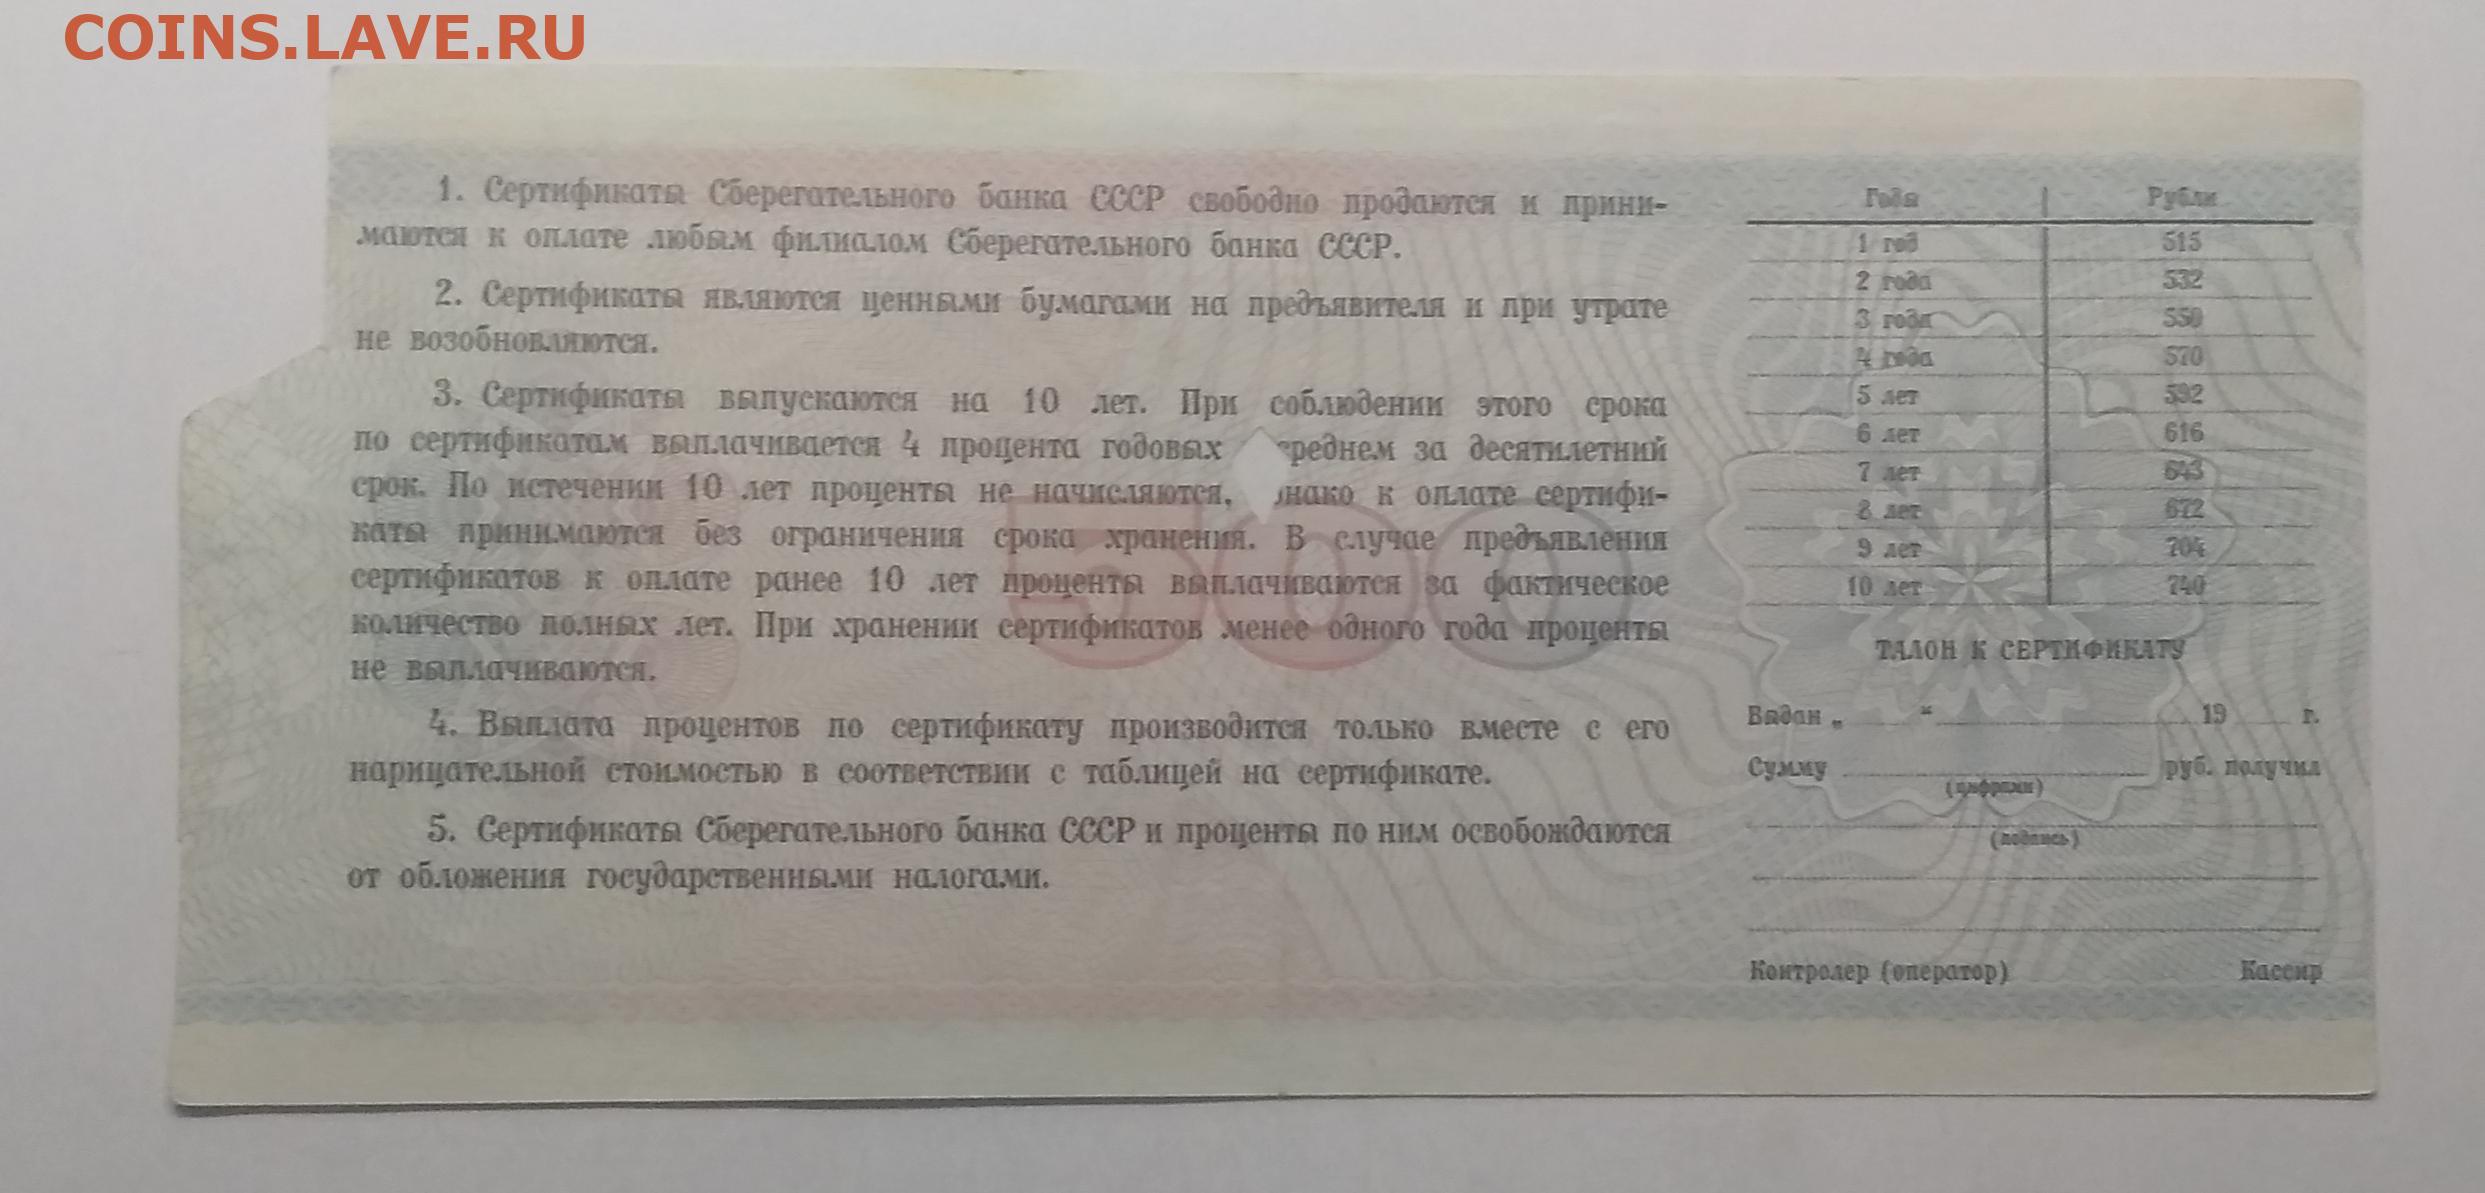 COINS.LAVE.RU
1. Сертификаты Сберегательного банка СССР свободно продаются и прини-
маются к оплате любым филиалом Сберегательного банка СССР.
2. Сертификаты являются ценными бумагами на предъявителя и при утрате
не возобновляются.
3. Сертификаты выпускаются на 10 лет. При соблюдении этого срока
по сертификатам выплачивается 4 процента годовых среднем за десятилетний
срок. По истечении 10 лет проценты не начисляются, к оплате сертифи-
каты принимаются без ограничения срока хранения. В случае предъявления
сертификатов к оплате ранее 10 лет проценты выплачиваются за фактическое
количество полных лет. При хранении сертификатов менее одного года проценты
не выплачиваются.
4. Выплата процентов по сертификату производится только вместе с его
нарицательной стоимостью в соответствии с таблицей на сертификате.
5. Сертификаты Сберегательного банка СССР и проценты по ним освобождаются
от обложения государственными налогами.
500
Годы Рубли
1 год 515
2 года 532
3 года 550
4 года 570
5 лет 592
6 лет 616
7 лет 643
8 лет 672
9 лет 704
10 лет 740
ТАЛОН К СЕРТИФИКАТУ
Выдан „ “ 19 г.
Сумму руб. получил
(цифрами)
(подпись)
Контролер (оператор) Кассир